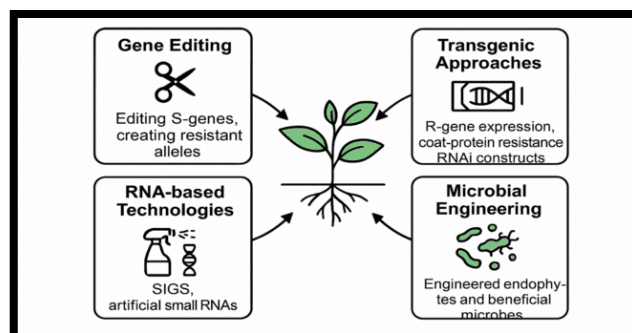 Gene Editing
Editing S-genes,
creating resistant
alleles
Transgenic
Approaches
R-gene expression,
coat-protein resistance
RNAi constructs
RNA-based
Technologies
SIGS,
artificial small RNAs
Microbial
Engineering
Engineered endophy-
tes and beneficial
microbes